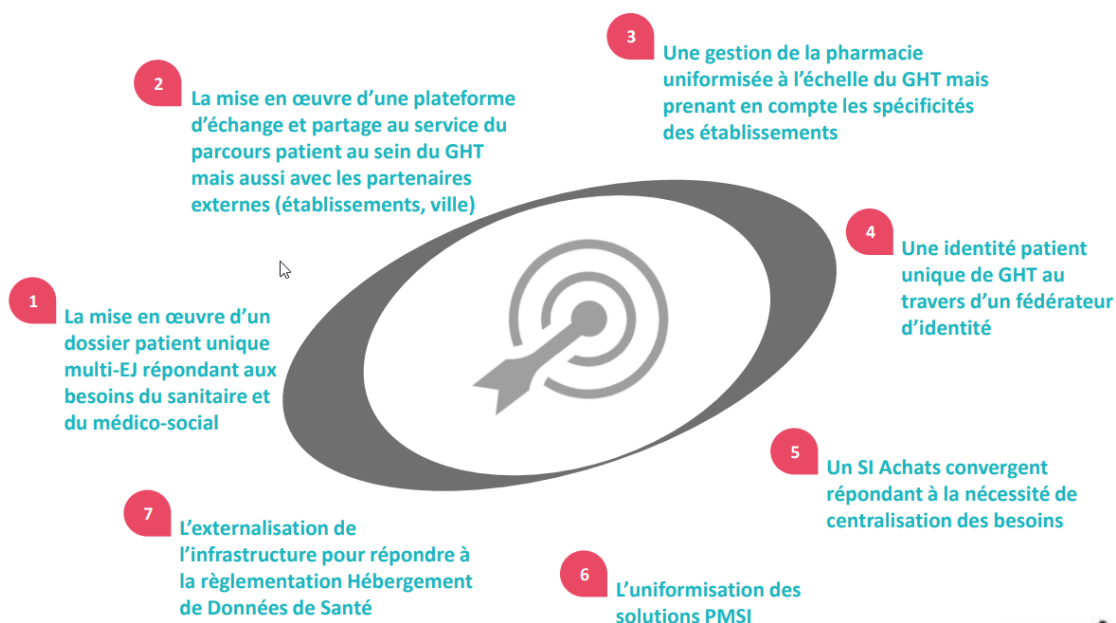 1
La mise en œuvre d’un
dossier patient unique
multi-EJ répondant aux
besoins du sanitaire et
du médico-social
2
La mise en œuvre d’une plateforme
d’échange et partage au service du
parcours patient au sein du GHT
mais aussi avec les partenaires
externes (établissements, ville)
3
Une gestion de la pharmacie
uniformisée à l’échelle du GHT mais
prenant en compte les spécificités
des établissements
4
Une identité patient
unique de GHT au
travers d’un fédérateur
d’identité
5
Un SI Achats convergent
répondant à la nécessité de
centralisation des besoins
6
L’uniformisation des
solutions PMSI
7
L’externalisation de
l’infrastructure pour répondre à
la règlementation Hébergement
de Données de Santé